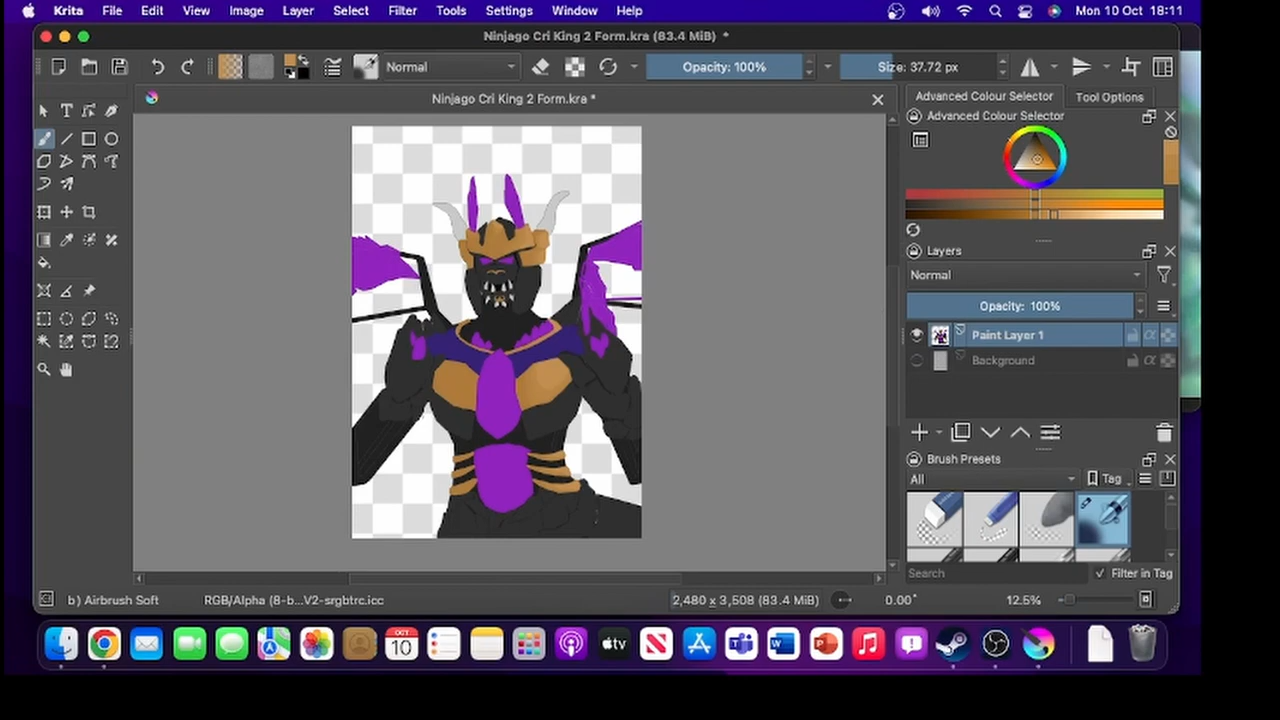 Krita File Edit View Image Layer Select Filter Tools Settings Window Help Mon 10 Oct 18:11
Ninjago Cri King 2 Form.kra (83.4 MiB) *
Normal Opacity: 100% Size: 37.72 px
Ninjago Cri King 2 Form.kra *
Advanced Colour Selector Tool Options
Advanced Colour Selector
Layers
Normal
Opacity: 100%
Paint Layer 1
Background
Brush Presets
All Tag
Search Filter in Tag
b) Airbrush Soft RGB/Alpha (8-b...V2-srgbtrc.icc 2,480 x 3,508 (83.4 MiB) 0.00° 12.5%
OCT
10
tv